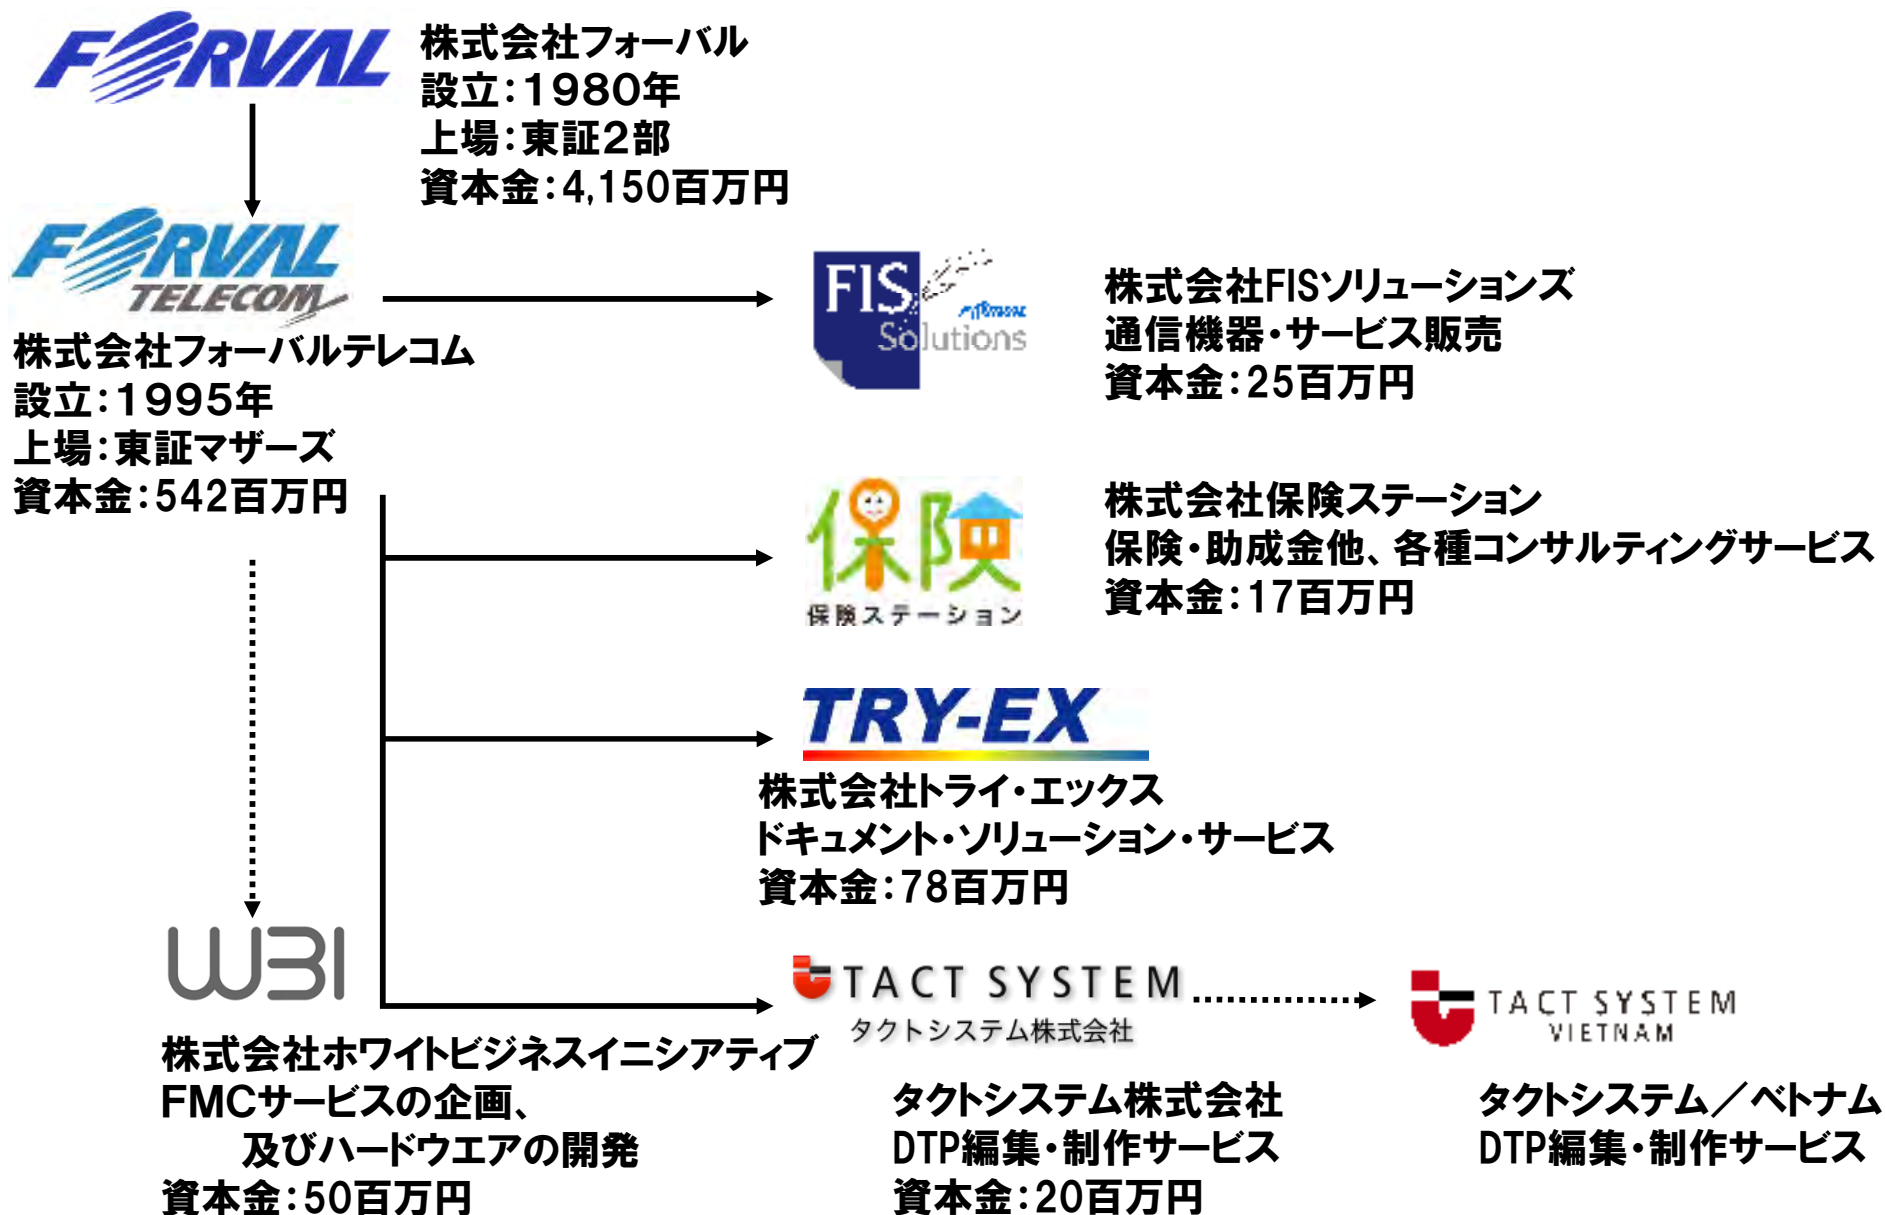 FORVAL
株式会社フォーバル
設立：１９８０年
上場：東証２部
資本金：4,150百万円
FORVAL
TELECOM
株式会社フォーバルテレコム
設立：１９９５年
上場：東証マザーズ
資本金：542百万円
FIS
FORVAL
Solutions
株式会社FISソリューションズ
通信機器・サービス販売
資本金：25百万円
保険
保険ステーション
株式会社保険ステーション
保険・助成金他、各種コンサルティングサービス
資本金：17百万円
TRY-EX
株式会社トライ・エックス
ドキュメント・ソリューション・サービス
資本金：78百万円
WBI
株式会社ホワイトビジネスイニシアティブ
FMCサービスの企画、
及びハードウエアの開発
資本金：50百万円
TACT SYSTEM
タクトシステム株式会社
タクトシステム株式会社
DTP編集・制作サービス
資本金：20百万円
TACT SYSTEM
VIETNAM
タクトシステム／ベトナム
DTP編集・制作サービス